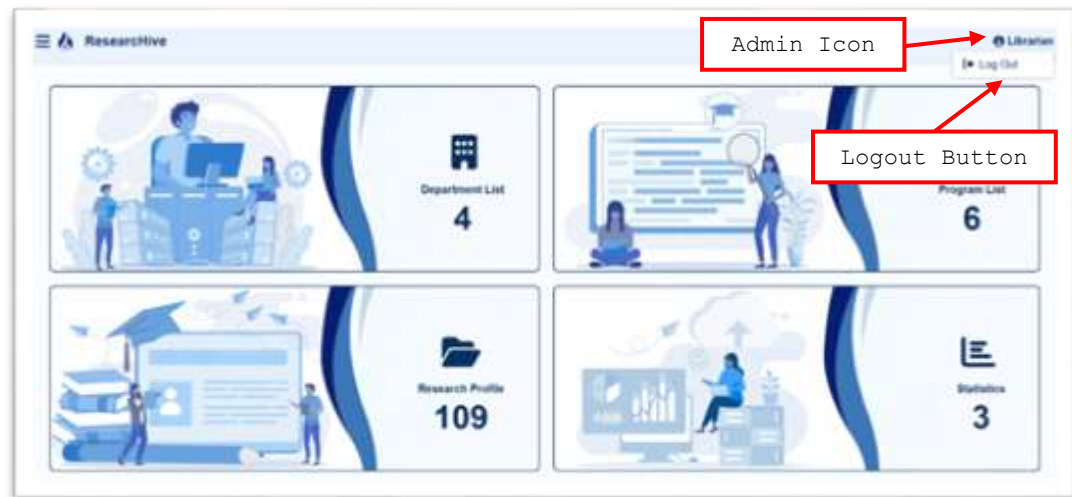 ResearcHive
Admin Icon
Librarian
Log Out
Logout Button
Department List
4
Program List
6
Research Profile
109
Statistics
3